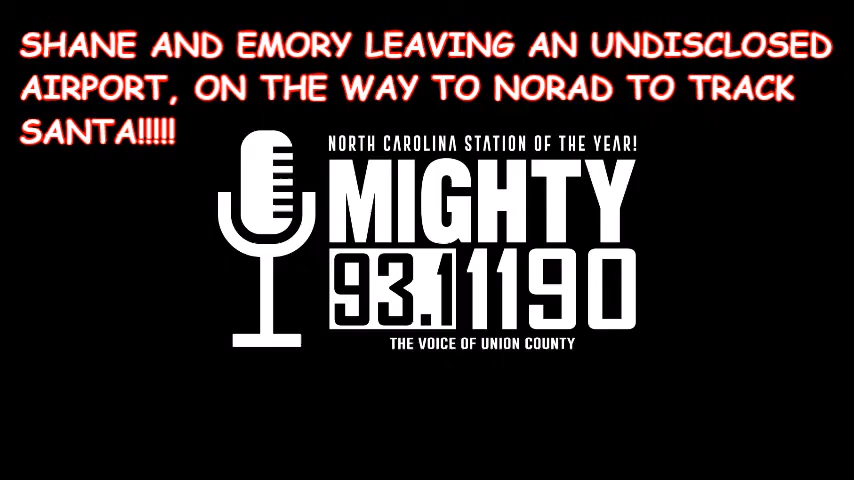 SHANE AND EMORY LEAVING AN UNDISCLOSED
AIRPORT, ON THE WAY TO NORAD TO TRACK
SANTA!!!!!
NORTH CAROLINA STATION OF THE YEAR!
MIGHTY
93.1 1190
THE VOICE OF UNION COUNTY